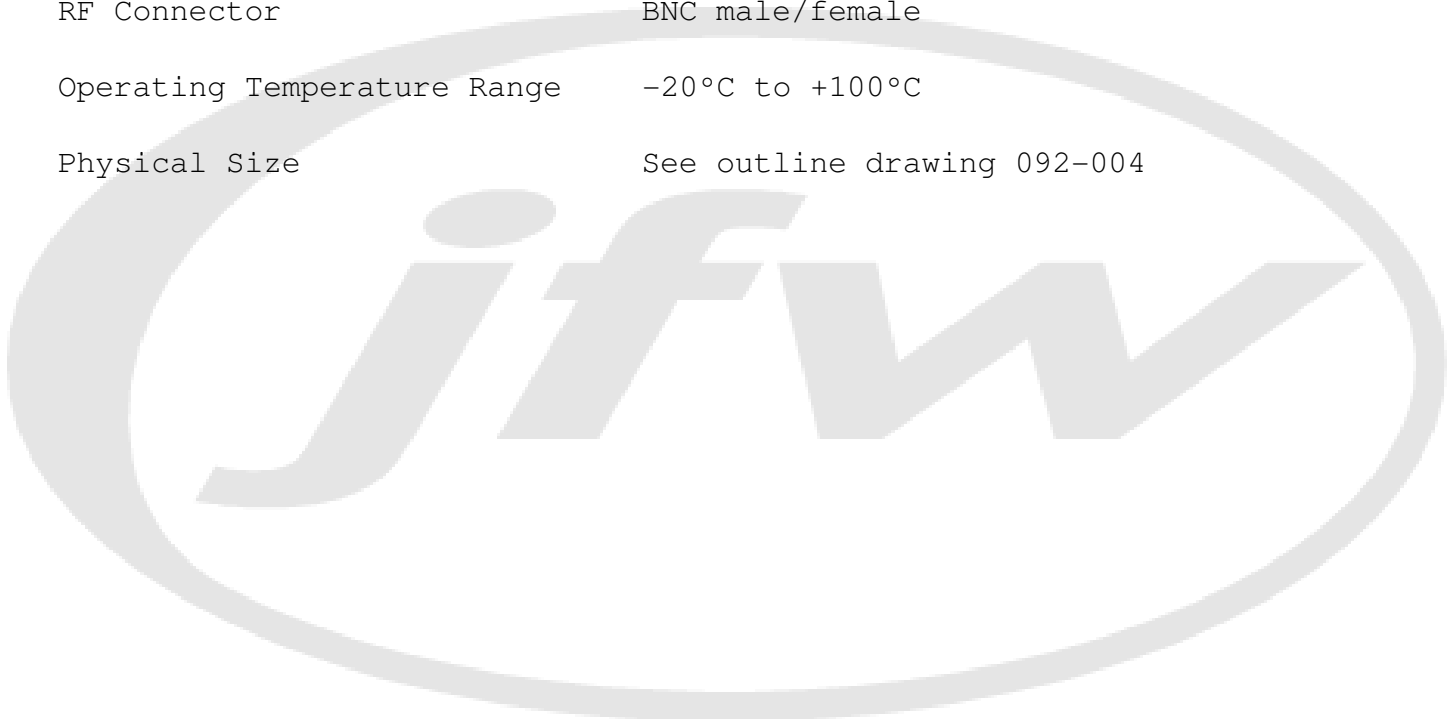 RF Connector BNC male/female
Operating Temperature Range -20°C to +100°C
Physical Size See outline drawing 092-004
jfw